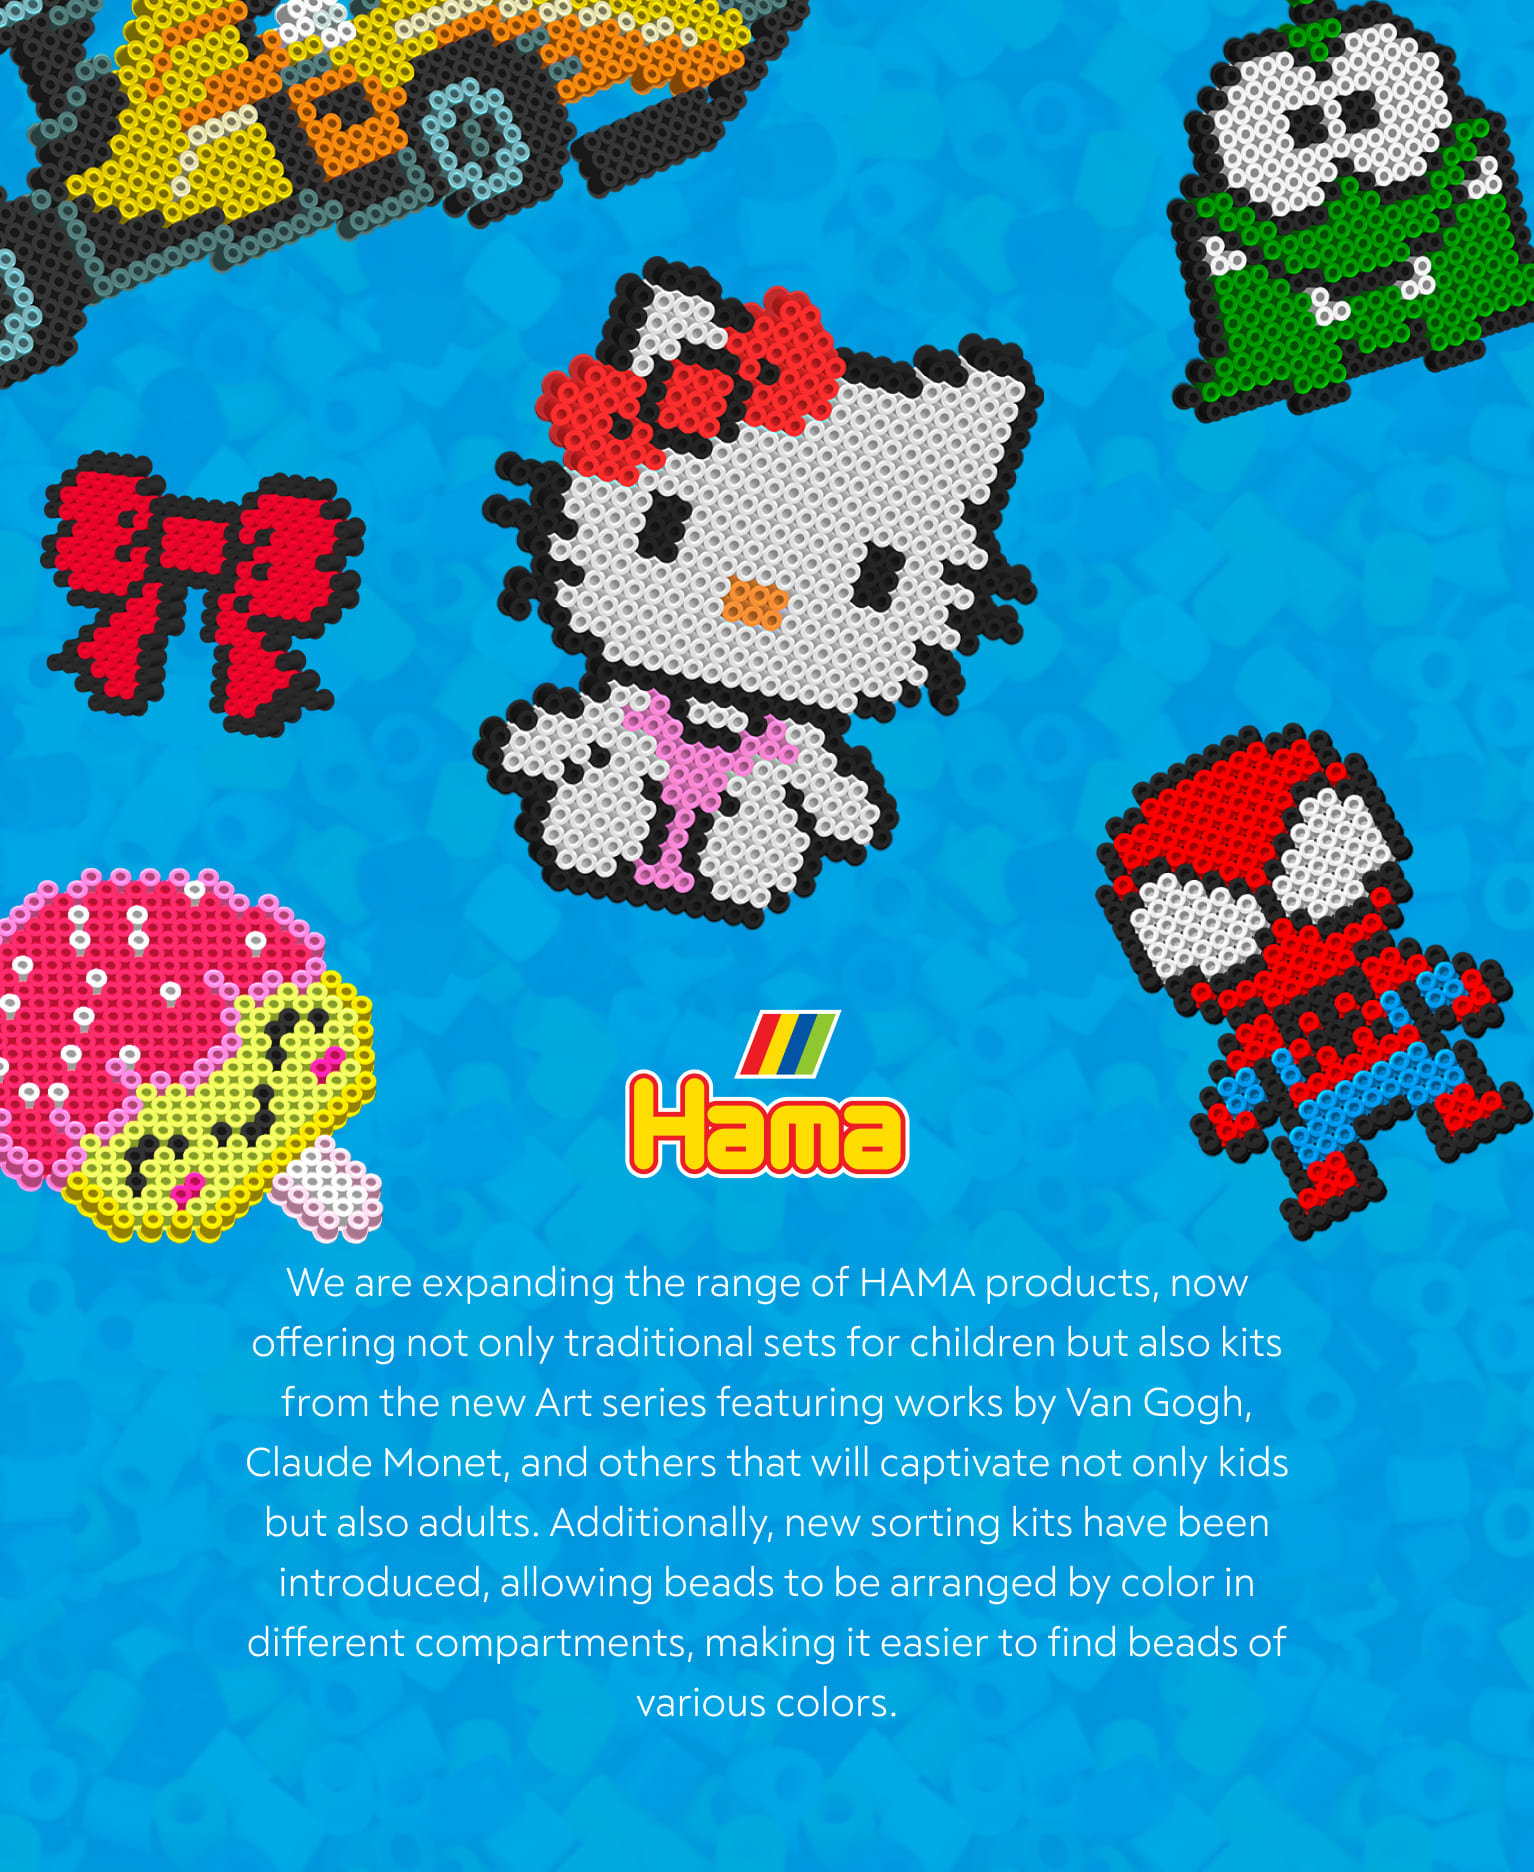 Hama
We are expanding the range of HAMA products, now
offering not only traditional sets for children but also kits
from the new Art series featuring works by Van Gogh,
Claude Monet, and others that will captivate not only kids
but also adults. Additionally, new sorting kits have been
introduced, allowing beads to be arranged by color in
different compartments, making it easier to find beads of
various colors.